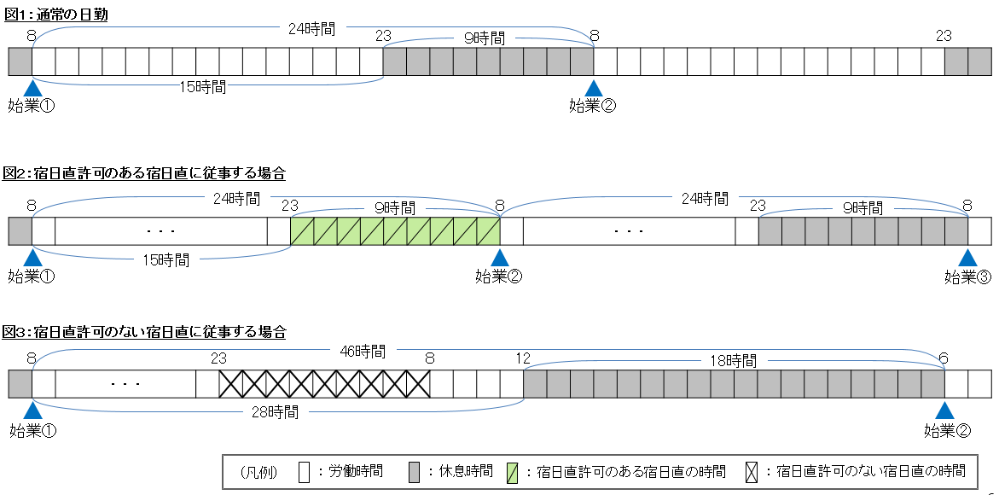 図1:通常の日勤
24時間
8 23 9時間 8 23
15時間
始業① 始業②
図2:宿日直許可のある宿日直に従事する場合
24時間 24時間
8 23 9時間 8 23 9時間 8
・・・ ・・・
15時間
始業① 始業② 始業③
図3:宿日直許可のない宿日直に従事する場合
46時間
8 23 8 12 18時間 6
・・・
28時間
始業① 始業②
(凡例) :労働時間 :休息時間 :宿日直許可のある宿日直の時間 :宿日直許可のない宿日直の時間